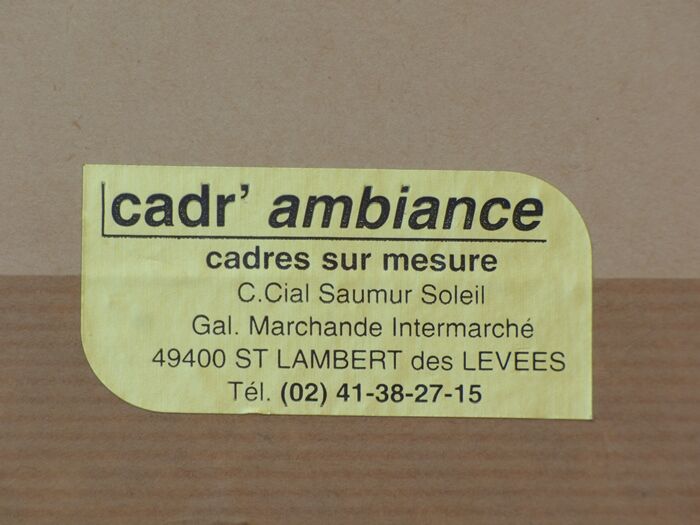 cadr' ambiance
cadres sur mesure
C.Cial Saumur Soleil
Gal. Marchande Intermarché
49400 ST LAMBERT des LEVEES
Tél. (02) 41-38-27-15